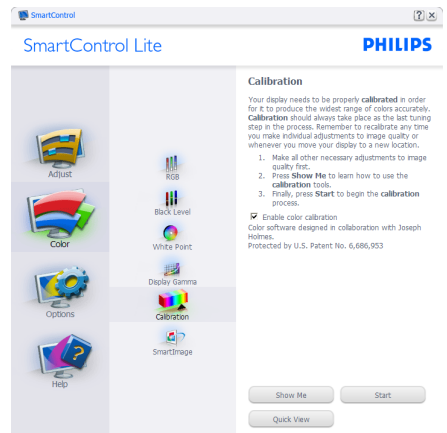 SmartControl
SmartControl Lite
PHILIPS
Adjust
Color
Options
Help
RGB
Black Level
White Point
Display Gamma
Calibration
SmartImage
Calibration
Your display needs to be properly calibrated in order
for it to produce the widest range of colors accurately.
Calibration should always take place as the last tuning
step in the process. Remember to recalibrate any time
you make individual adjustments to image quality or
whenever you move your display to a new location.
1. Make all other necessary adjustments to image
quality first.
2. Press Show Me to learn how to use the
calibration tools.
3. Finally, press Start to begin the calibration
process.
Enable color calibration
Color software designed in collaboration with Joseph
Holmes.
Protected by U.S. Patent No. 6,686,953
Show Me
Start
Quick View